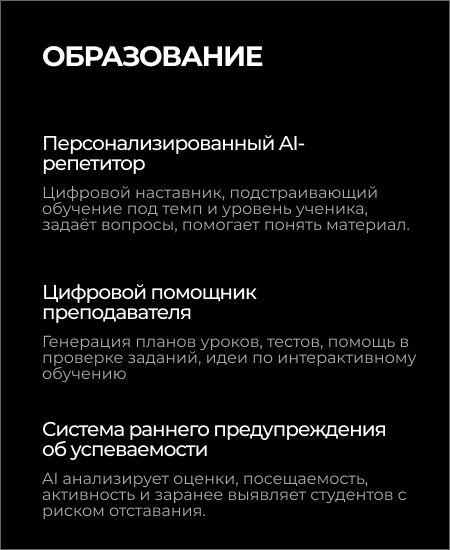 ОБРАЗОВАНИЕ
Персонализированный AI-
репетитор
Цифровой наставник, подстраивающий
обучение под темп и уровень ученика,
задаёт вопросы, помогает понять материал.
Цифровой помощник
преподавателя
Генерация планов уроков, тестов, помощь в
проверке заданий, идеи по интерактивному
обучению
Система раннего предупреждения
об успеваемости
AI анализирует оценки, посещаемость,
активность и заранее выявляет студентов с
риском отставания.